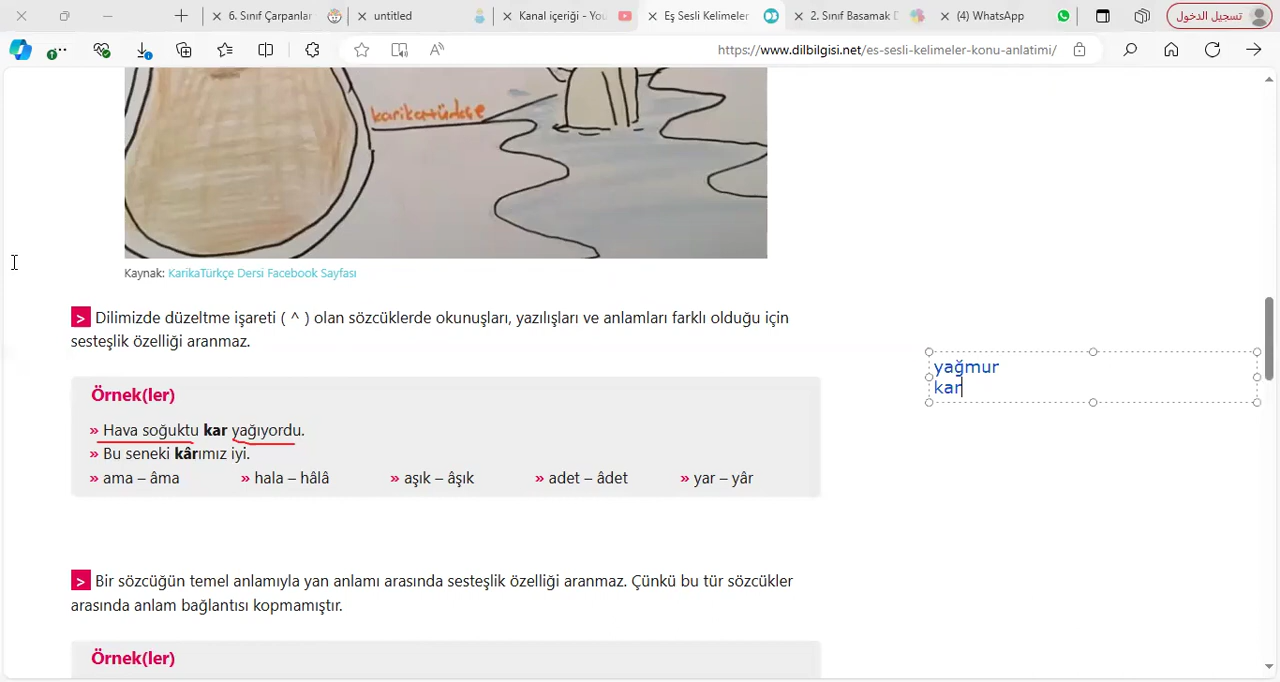 6. Sınıf Çarpanlar
untitled
Kanal içeriği - You
Eş Sesli Kelimeler
2. Sınıf Basamak D
(4) WhatsApp
تسجيل الدخول
https://www.dilbilgisi.net/es-sesli-kelimeler-konu-anlatimi/
karikatürkçe
Kaynak: KarikaTürkçe Dersi Facebook Sayfası
> Dilimizde düzeltme işareti ( ^ ) olan sözcüklerde okunuşları, yazılışları ve anlamları farklı olduğu için
sesteşlik özelliği aranmaz.
yağmur
kar
Örnek(ler)
» Hava soğuktu kar yağıyordu.
» Bu seneki kârımız iyi.
» ama – âma » hala – hâlâ » aşık – âşık » adet – âdet » yar – yâr
> Bir sözcüğün temel anlamıyla yan anlamı arasında sesteşlik özelliği aranmaz. Çünkü bu tür sözcükler
arasında anlam bağlantısı kopmamıştır.
Örnek(ler)